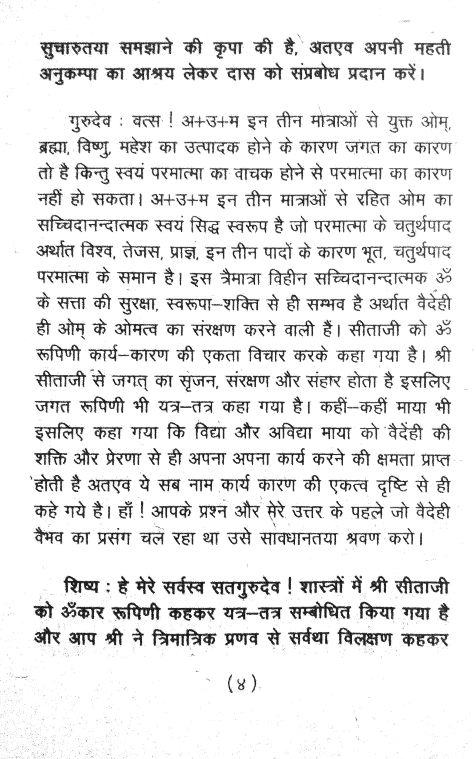 सुचारुतया समझाने की कृपा की है, अतएव अपनी महती
अनुकम्पा का आश्रय लेकर दास को संप्रबोध प्रदान करें।
गुरुदेव : वत्स ! अ+उ+म इन तीन मात्राओं से युक्त ओम्,
ब्रह्मा, विष्णु, महेश का उत्पादक होने के कारण जगत का कारण
तो है किन्तु स्वयं परमात्मा का वाचक होने से परमात्मा का कारण
नहीं हो सकता। अ+उ+म इन तीन मात्राओं से रहित ओम का
सच्चिदानन्दात्मक स्वयं सिद्ध स्वरूप है जो परमात्मा के चतुर्थपाद
अर्थात विश्व, तेजस, प्राज्ञ, इन तीन पादों के कारण भूत, चतुर्थपाद
परमात्मा के समान है। इस त्रैमात्रा विहीन सच्चिदानन्दात्मक ॐ
के सत्ता की सुरक्षा, स्वरूपा–शक्ति से ही सम्भव है अर्थात वैदेही
ही ओम् के ओमत्व का संरक्षण करने वाली हैं। सीताजी को ॐ
रूपिणी कार्य–कारण की एकता विचार करके कहा गया है। श्री
सीताजी से जगत् का सृजन, संरक्षण और संहार होता है इसलिए
जगत रूपिणी भी यत्र–तत्र कहा गया है। कहीं–कहीं माया भी
इसलिए कहा गया कि विद्या और अविद्या माया को वैदेही की
शक्ति और प्रेरणा से ही अपना अपना कार्य करने की क्षमता प्राप्त
होती है अतएव ये सब नाम कार्य कारण की एकत्व दृष्टि से ही
कहे गये है। हाँ ! आपके प्रश्न और मेरे उत्तर के पहले जो वैदेही
वैभव का प्रसंग चल रहा था उसे सावधानतया श्रवण करो।
शिष्य : हे मेरे सर्वस्व सतगुरुदेव ! शास्त्रों में श्री सीताजी
को ॐकार रूपिणी कहकर यत्र–तत्र सम्बोधित किया गया है
और आप श्री ने त्रिमात्रिक प्रणव से सर्वथा विलक्षण कहकर
(४)